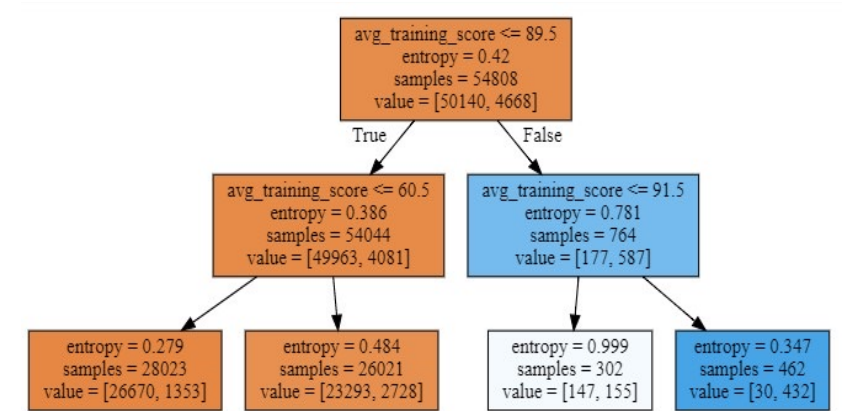 avg_training_score <= 89.5
entropy = 0.42
samples = 54808
value = [50140, 4668]
True
False
avg_training_score <= 60.5
entropy = 0.386
samples = 54044
value = [49963, 4081]
avg_training_score <= 91.5
entropy = 0.781
samples = 764
value = [177, 587]
entropy = 0.279
samples = 28023
value = [26670, 1353]
entropy = 0.484
samples = 26021
value = [23293, 2728]
entropy = 0.999
samples = 302
value = [147, 155]
entropy = 0.347
samples = 462
value = [30, 432]